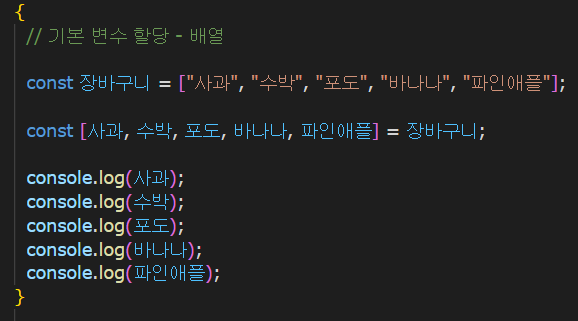 {
// 기본 변수 할당 - 배열
const 장바구니 = ["사과", "수박", "포도", "바나나", "파인애플"];
const [사과, 수박, 포도, 바나나, 파인애플] = 장바구니;
console.log(사과);
console.log(수박);
console.log(포도);
console.log(바나나);
console.log(파인애플);
}